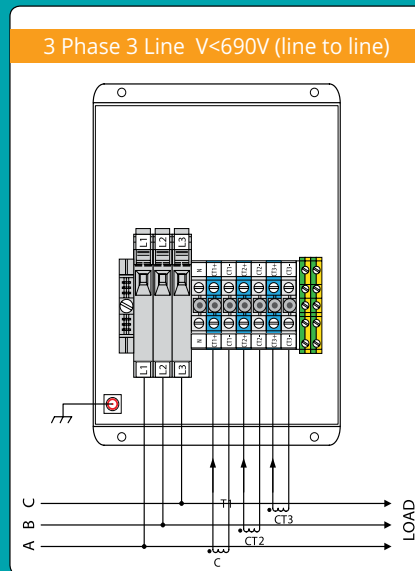 3 Phase 3 Line V<690V (line to line)
L1 L2 L3
N CT1+ CT1- CT2+ CT2- CT3+ CT3-
N CT1+ CT1- CT2+ CT2- CT3+ CT3-
L1 L2 L3
C
T1
B
CT3
A
CT2
C
LOAD